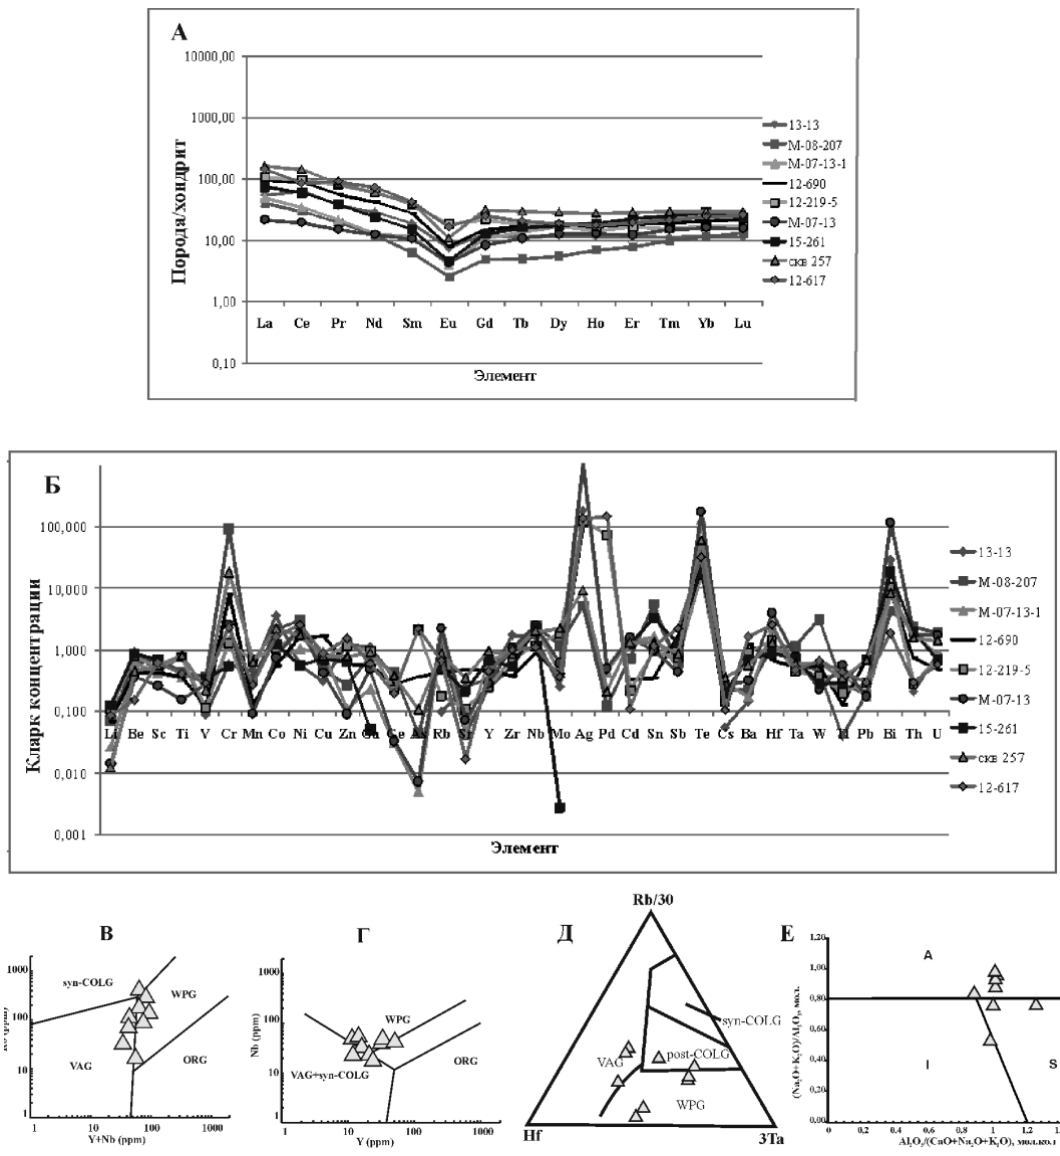 А
10000,00
1000,00
100,00
10,00
1,00
0,10
Порода/хондрит
La Ce Pr Nd Sm Eu Gd Tb Dy Ho Er Tm Yb Lu
Элемент
13-13
М-08-207
М-07-13-1
12-690
12-219-5
М-07-13
15-261
скв 257
12-617
Б
100,000
10,000
1,000
0,100
0,010
0,001
Кларк концентрации
Li Be Sc Ti V Cr Mn Co Ni Cu Zn Ga Ge As Rb Sr Y Zr Nb Mo Ag Pd Cd Sn Sb Te Cs Ba Hf Ta W Tl Pb Bi Th U
Элемент
13-13
М-08-207
М-07-13-1
12-690
12-219-5
М-07-13
15-261
скв 257
12-617
В
1000
100
10
1
(ppm)
syn-COLG
WPG
VAG
ORG
1 10 100 1000
Y+Nb (ppm)
Г
1000
100
10
1
Nb (ppm)
WPG
VAG+syn-COLG
ORG
1 10 100 1000
Y (ppm)
Д
Rb/30
syn-COLG
VAG
post-COLG
WPG
Hf
3Ta
Е
1,20
1,00
0,80
0,60
0,40
0,20
0,00
(Na2O+K2O)/Al2O3, мол.
A
I
S
0 0,2 0,4 0,6 0,8 1 1,2 1,
Al2O3/(CaO+Na2O+K2O), мол.кол